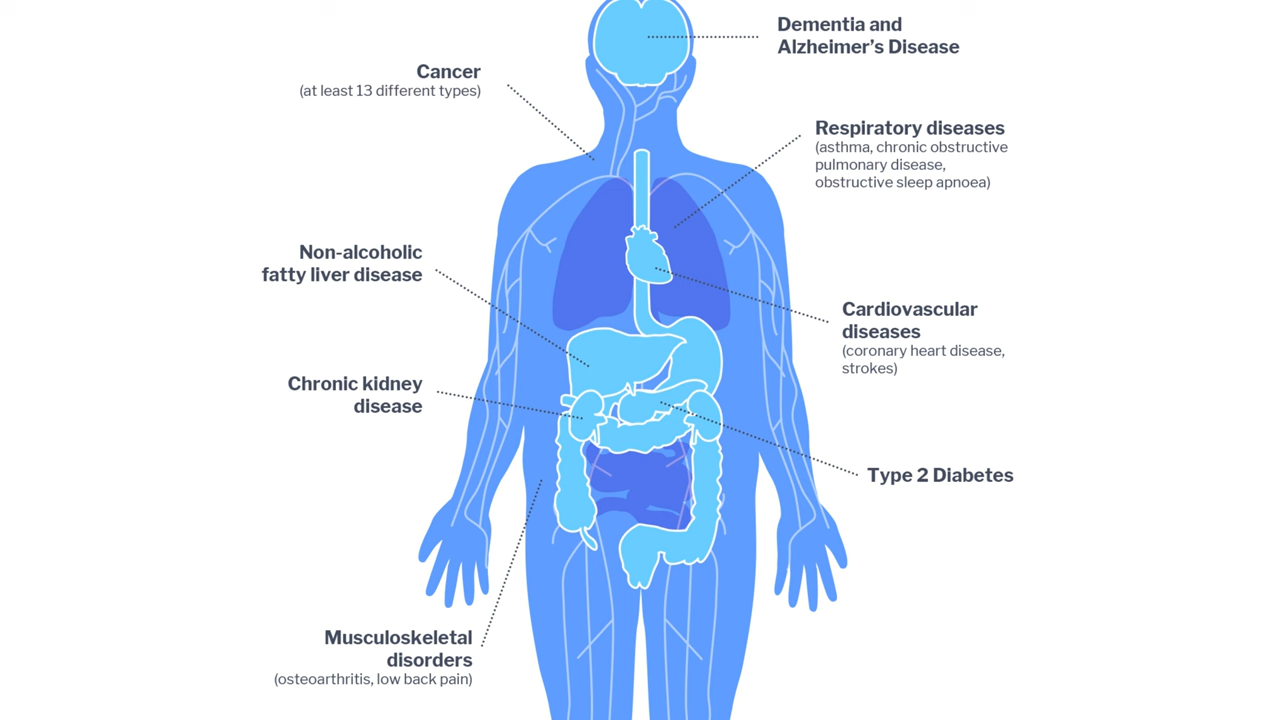 Dementia and
Alzheimer’s Disease
Cancer
(at least 13 different types)
Respiratory diseases
(asthma, chronic obstructive
pulmonary disease,
obstructive sleep apnoea)
Non-alcoholic
fatty liver disease
Cardiovascular
diseases
(coronary heart disease,
strokes)
Chronic kidney
disease
Type 2 Diabetes
Musculoskeletal
disorders
(osteoarthritis, low back pain)